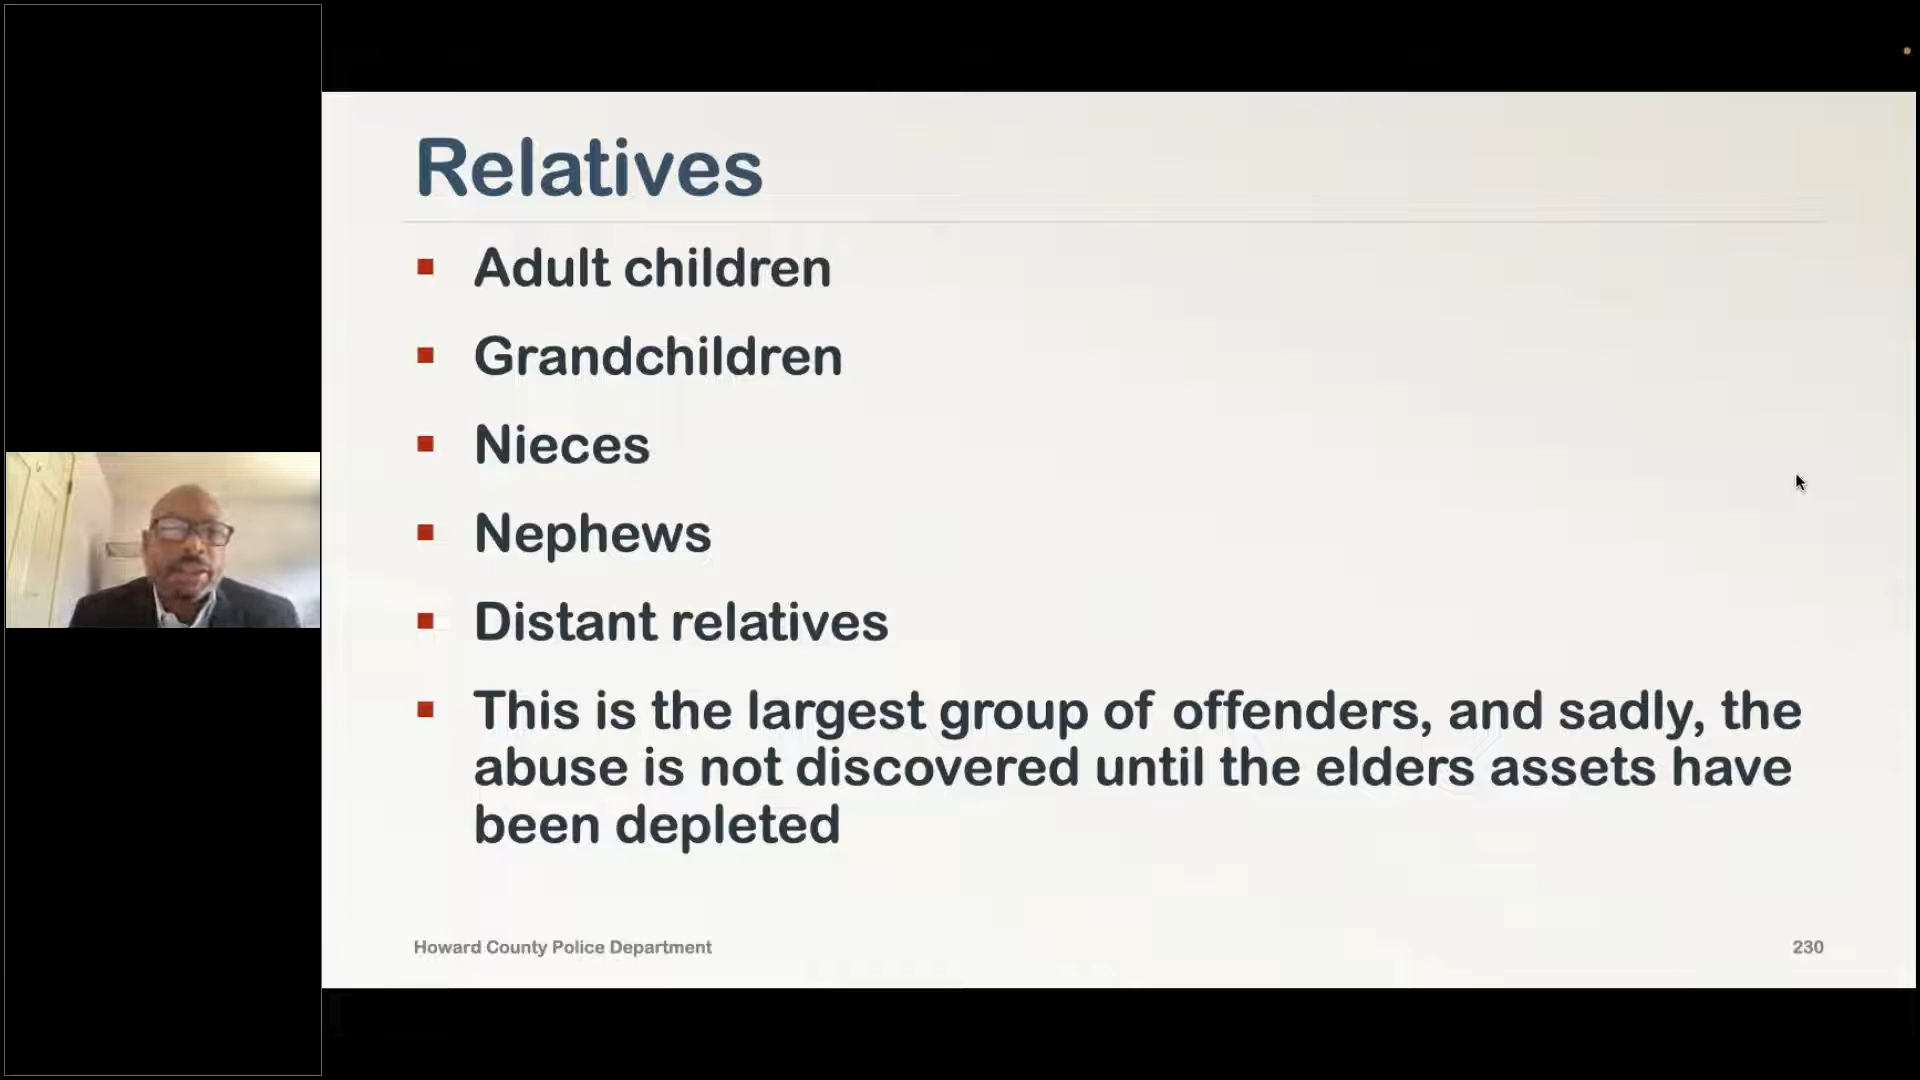 Relatives
Adult children
Grandchildren
Nieces
Nephews
Distant relatives
This is the largest group of offenders, and sadly, the
abuse is not discovered until the elders assets have
been depleted
Howard County Police Department
230